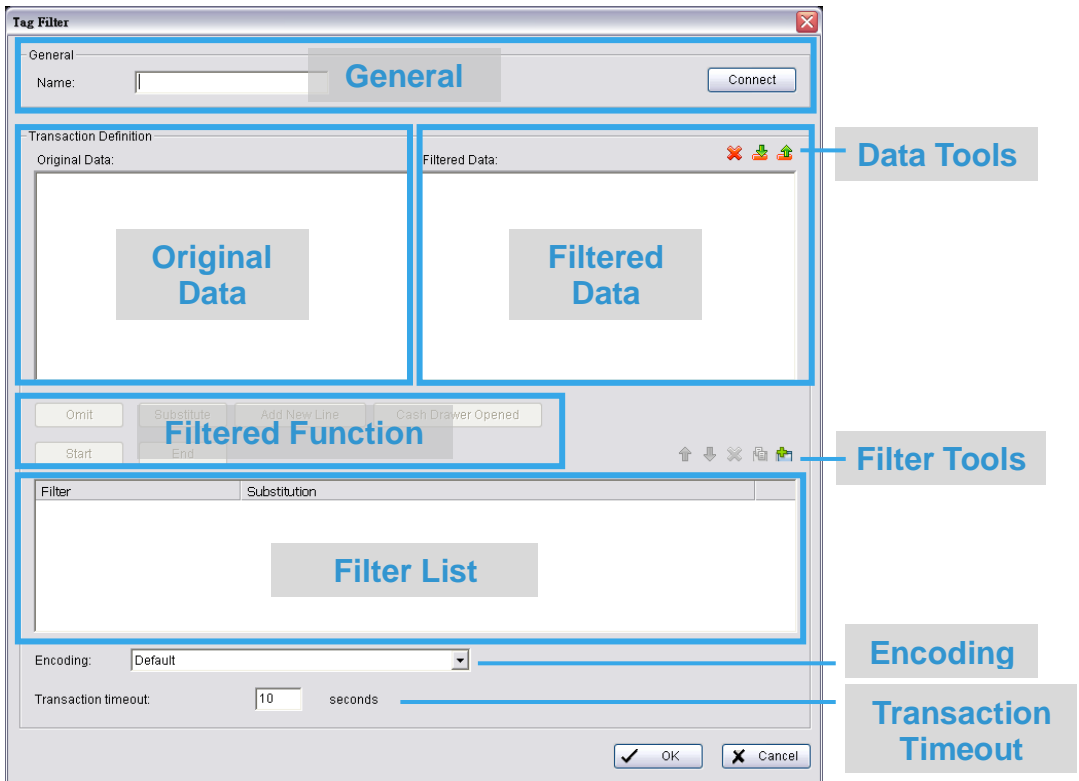 Tag Filter
General
Name:
General
Connect
Transaction Definition
Original Data:
Filtered Data:
Data Tools
Original
Data
Filtered
Data
Omit
Substitute
Add New Line
Cash Drawer Opened
Filtered Function
Start
End
Filter Tools
Filter
Substitution
Filter List
Encoding:
Default
Encoding
Transaction timeout:
10
seconds
Transaction
Timeout
OK
Cancel